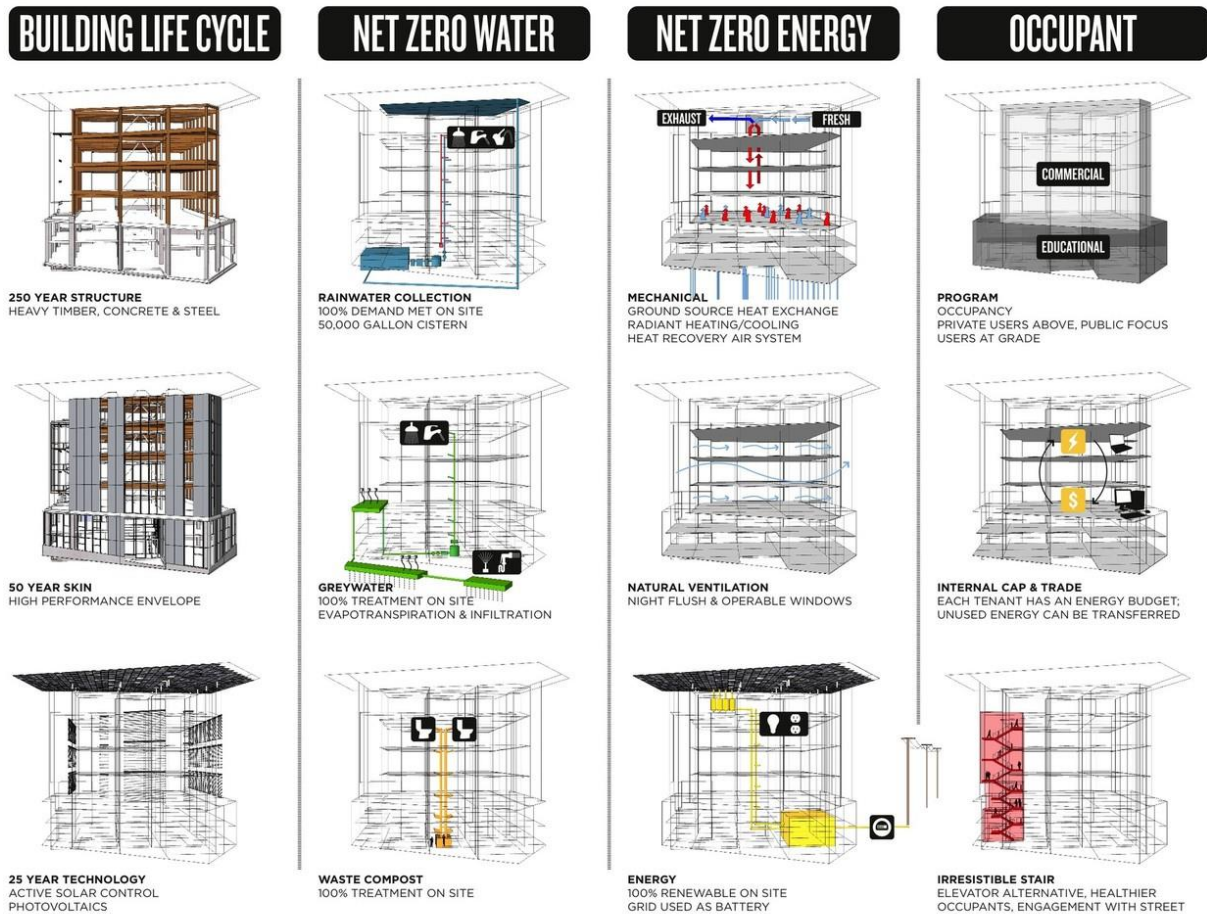 BUILDING LIFE CYCLE
250 YEAR STRUCTURE
HEAVY TIMBER, CONCRETE & STEEL
50 YEAR SKIN
HIGH PERFORMANCE ENVELOPE
25 YEAR TECHNOLOGY
ACTIVE SOLAR CONTROL
PHOTOVOLTAICS
NET ZERO WATER
RAINWATER COLLECTION
100% DEMAND MET ON SITE
50,000 GALLON CISTERN
GREYWATER
100% TREATMENT ON SITE
EVAPOTRANSPIRATION & INFILTRATION
WASTE COMPOST
100% TREATMENT ON SITE
NET ZERO ENERGY
EXHAUST
FRESH
MECHANICAL
GROUND SOURCE HEAT EXCHANGE
RADIANT HEATING/COOLING
HEAT RECOVERY AIR SYSTEM
NATURAL VENTILATION
NIGHT FLUSH & OPERABLE WINDOWS
ENERGY
100% RENEWABLE ON SITE
GRID USED AS BATTERY
OCCUPANT
COMMERCIAL
EDUCATIONAL
PROGRAM
OCCUPANCY
PRIVATE USERS ABOVE, PUBLIC FOCUS
USERS AT GRADE
$
INTERNAL CAP & TRADE
EACH TENANT HAS AN ENERGY BUDGET;
UNUSED ENERGY CAN BE TRANSFERRED
IRRESISTIBLE STAIR
ELEVATOR ALTERNATIVE, HEALTHIER
OCCUPANTS, ENGAGEMENT WITH STREET